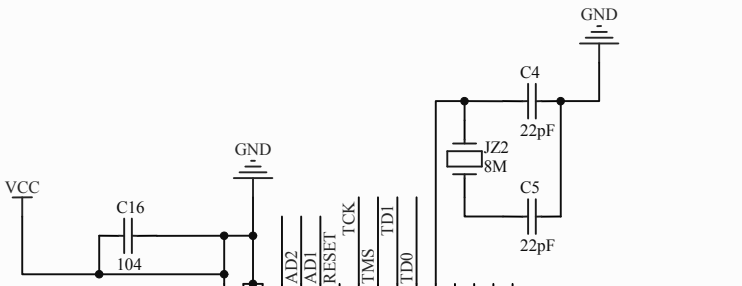 GND
C4
22pF
JZ2
8M
C5
22pF
GND
VCC
C16
104
AD2
AD1
RESET
TCK
TMS
TD1
TD0